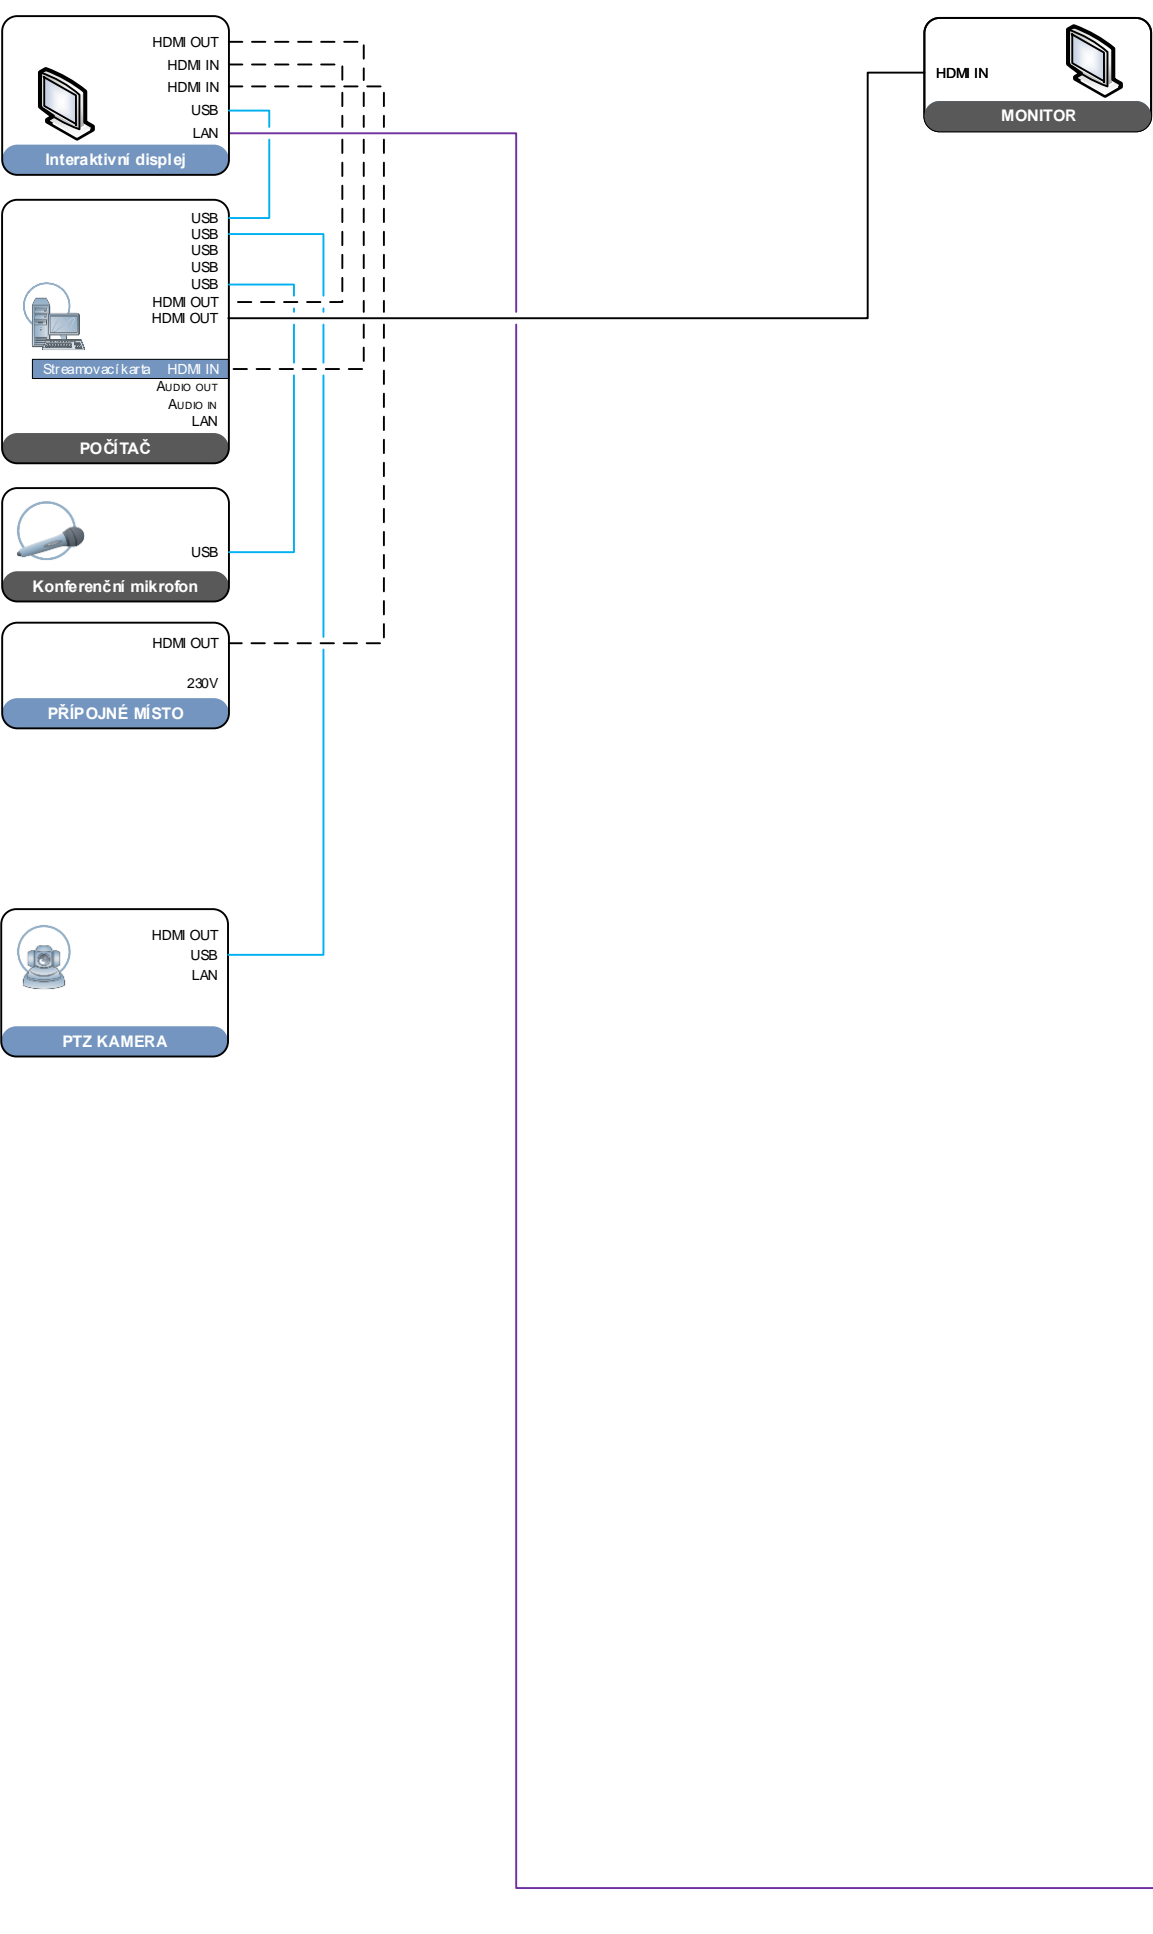 HDMI OUT
HDMI IN
HDMI IN
USB
LAN
Interaktivní displej
HDMI IN
MONITOR
USB
USB
USB
USB
USB
HDMI OUT
HDMI OUT
Streamovací karta HDMI IN
AUDIO OUT
AUDIO IN
LAN
POČÍTAČ
USB
Konferenční mikrofon
HDMI OUT
230V
PŘÍPOJNÉ MÍSTO
HDMI OUT
USB
LAN
PTZ KAMERA